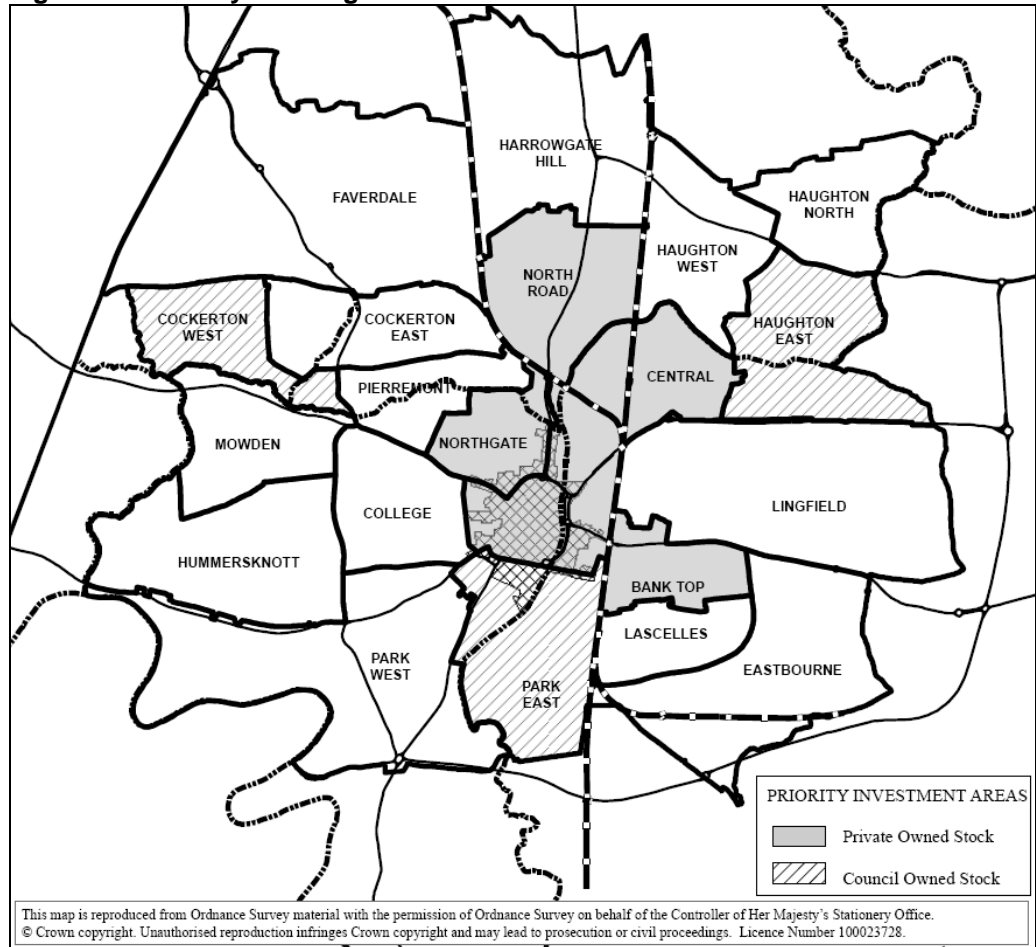 HARROWGATE
HILL
FAVERDALE
HAUGHTON
NORTH
HAUGHTON
WEST
NORTH
ROAD
COCKERTON
WEST
COCKERTON
EAST
HAUGHTON
EAST
CENTRAL
PIERREMONT
NORTHGATE
MOWDEN
COLLEGE
LINGFIELD
HUMMERSKNOTT
BANK TOP
LASCELLES
PARK
WEST
EASTBOURNE
PARK
EAST
PRIORITY INVESTMENT AREAS
Private Owned Stock
Council Owned Stock
This map is reproduced from Ordnance Survey material with the permission of Ordnance Survey on behalf of the Controller of Her Majesty's Stationery Office.
© Crown copyright. Unauthorised reproduction infringes Crown copyright and may lead to prosecution or civil proceedings. Licence Number 100023728.